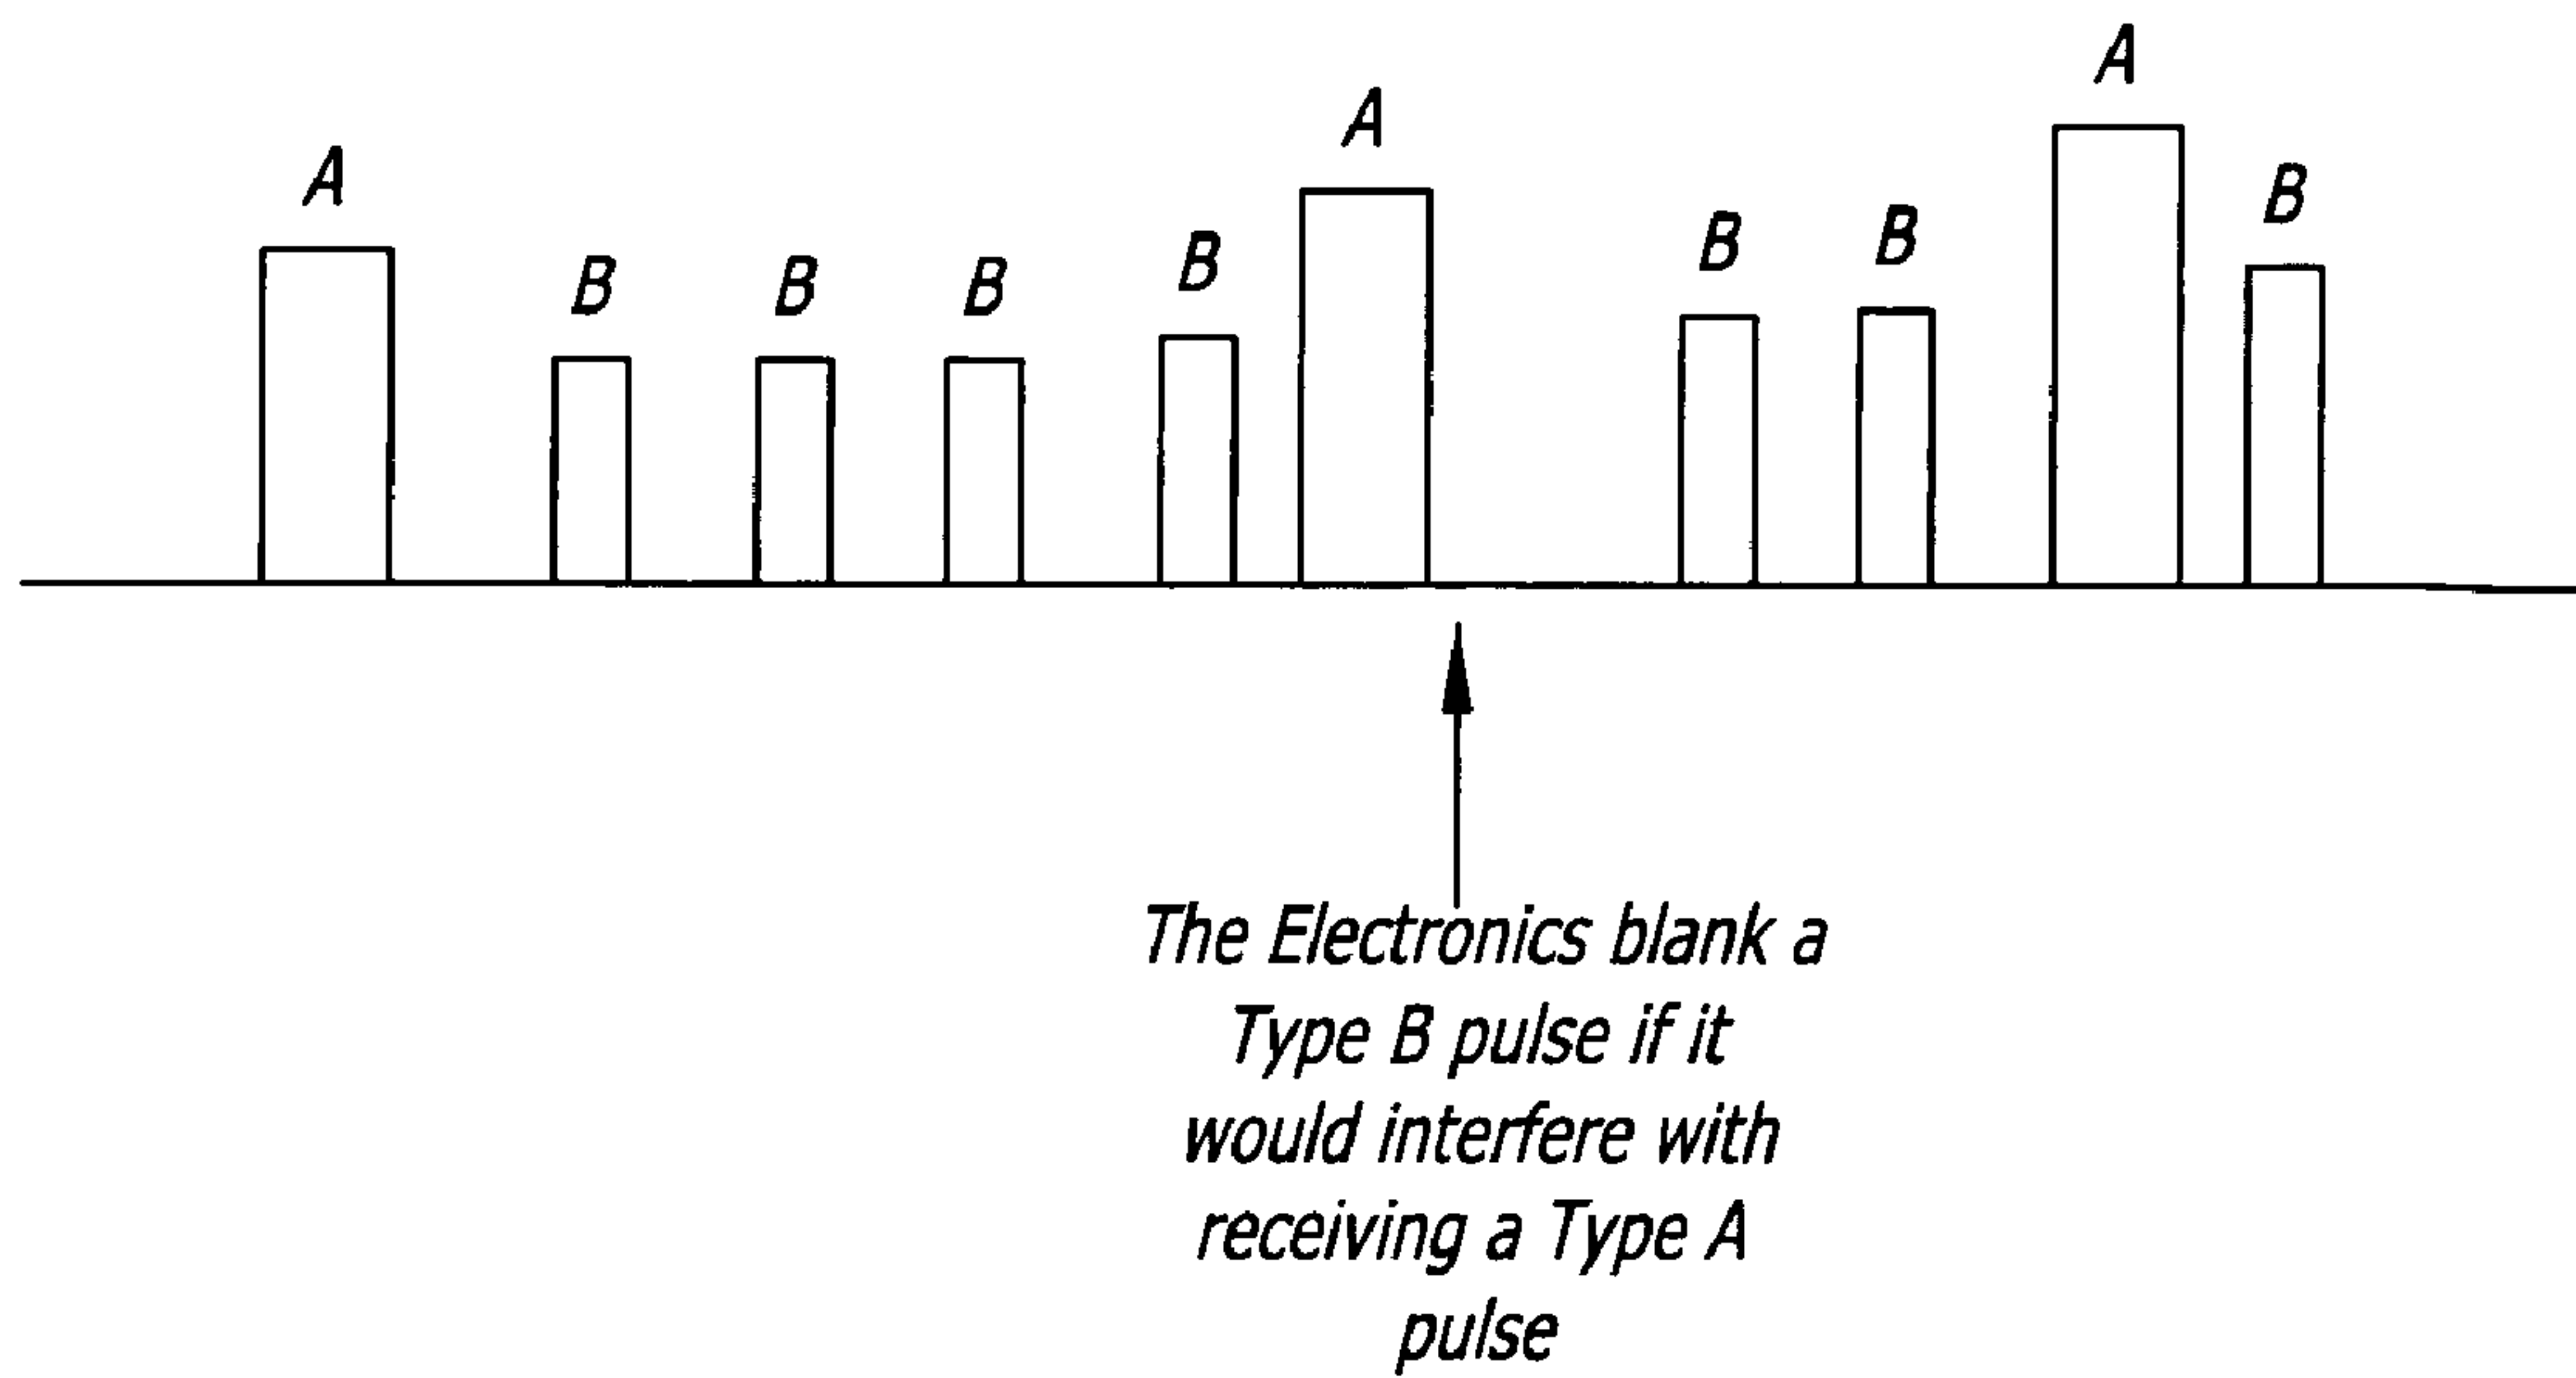 A
B
B
B
B
A
B
B
A
B
The Electronics blank a
Type B pulse if it
would interfere with
receiving a Type A
pulse